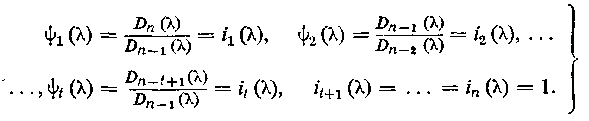 ψ₁ (λ) = Dₙ (λ) / Dₙ₋₁ (λ) = i₁ (λ), ψ₂ (λ) = Dₙ₋₁ (λ) / Dₙ₋₂ (λ) = i₂ (λ), ...
..., ψₜ (λ) = Dₙ₋ₜ₊₁ (λ) / Dₙ₋ₜ (λ) = iₜ (λ), iₜ₊₁ (λ) = ... = iₙ (λ) = 1.